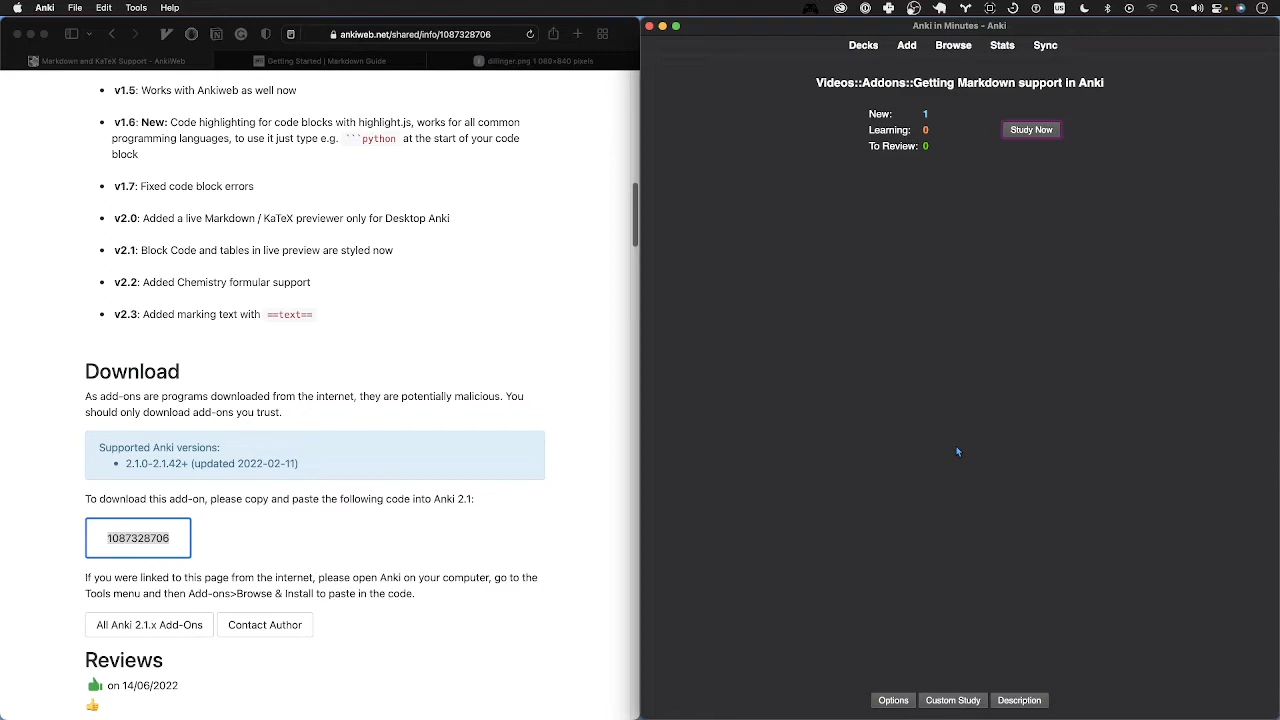 Anki File Edit View Tools Help
ankiweb.net/shared/info/1087328706
Markdown and KaTeX Support - AnkiWeb
Getting Started | Markdown Guide
dillinger.png 1 080×840 pixels
v1.5: Works with Ankiweb as well now
v1.6: New: Code highlighting for code blocks with highlight.js, works for all common
programming languages, to use it just type e.g. ```python at the start of your code
block
v1.7: Fixed code block errors
v2.0: Added a live Markdown / KaTeX previewer only for Desktop Anki
v2.1: Block Code and tables in live preview are styled now
v2.2: Added Chemistry formular support
v2.3: Added marking text with ==text==
Download
As add-ons are programs downloaded from the internet, they are potentially malicious. You
should only download add-ons you trust.
Supported Anki versions:
2.1.0-2.1.42+ (updated 2022-02-11)
To download this add-on, please copy and paste the following code into Anki 2.1:
1087328706
If you were linked to this page from the internet, please open Anki on your computer, go to the
Tools menu and then Add-ons>Browse & Install to paste in the code.
All Anki 2.1.x Add-Ons Contact Author
Reviews
on 14/06/2022
Anki in Minutes - Anki
Decks Add Browse Stats Sync
Videos::Addons::Getting Markdown support in Anki
New: 1
Learning: 0
To Review: 0
Study Now
Options Custom Study Description